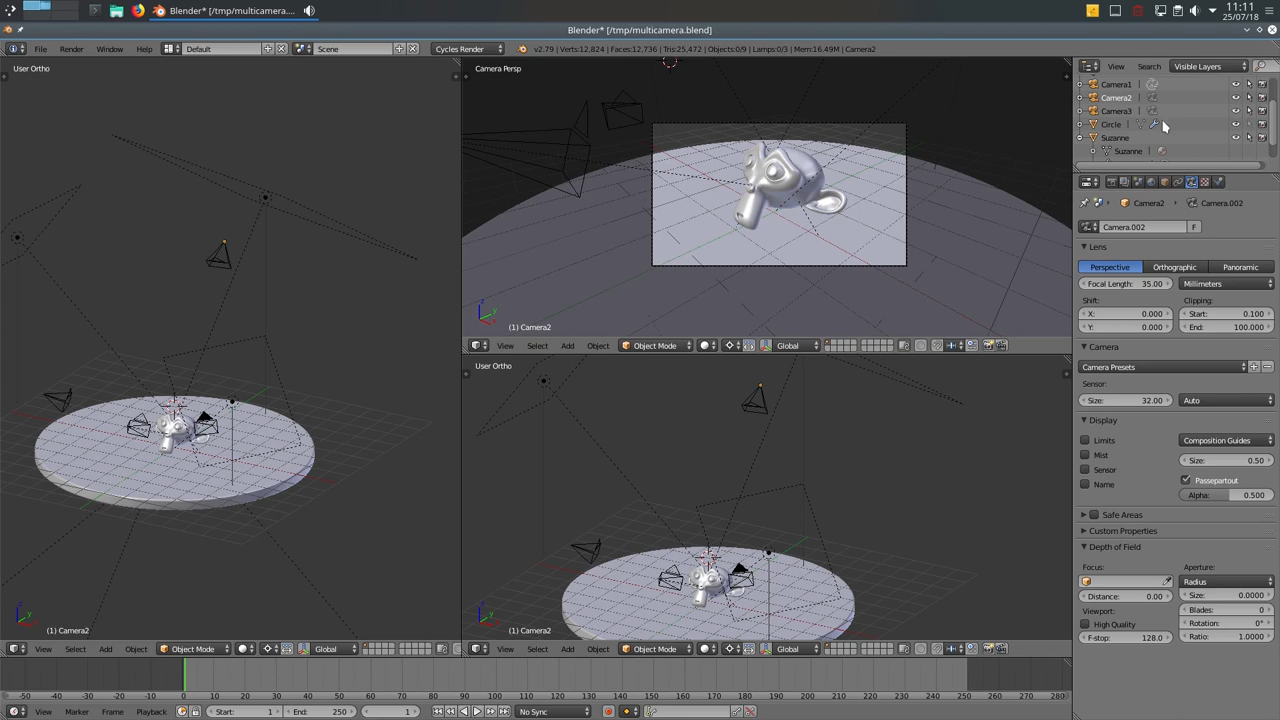 Blender* [/tmp/multicamera....
11:11
25/07/18
Blender* [/tmp/multicamera.blend]
File Render Window Help Default Scene Cycles Render v2.79 | Verts:12,824 | Faces:12,736 | Tris:25,472 | Objects:0/9 | Lamps:0/3 | Mem:16.49M | Camera2
User Ortho
Camera Persp
(1) Camera2
View Select Add Object Object Mode Global
User Ortho
(1) Camera2
(1) Camera2
View Select Add Object Object Mode Global
View Select Add Object Object Mode Global
View Search Visible Layers
Camera1
Camera2
Camera3
Circle
Suzanne
Suzanne
Camera2 Camera.002
Camera.002 F
Lens
Perspective Orthographic Panoramic
Focal Length: 35.00 Millimeters
Shift: Clipping:
X: 0.000 Start: 0.100
Y: 0.000 End: 100.000
Camera
Camera Presets
Sensor:
Size: 32.00 Auto
Display
Limits Composition Guides
Mist Size: 0.50
Sensor Passepartout
Name Alpha: 0.500
Safe Areas
Custom Properties
Depth of Field
Focus: Aperture:
Radius
Distance: 0.00 Size: 0.0000
Viewport: Blades: 0
High Quality Rotation: 0°
F-stop: 128.0 Ratio: 1.0000
-50 -40 -30 -20 -10 0 10 20 30 40 50 60 70 80 90 100 110 120 130 140 150 160 170 180 190 200 210 220 230 240 250 260 270 280
View Marker Frame Playback Start: 1 End: 250 1 No Sync